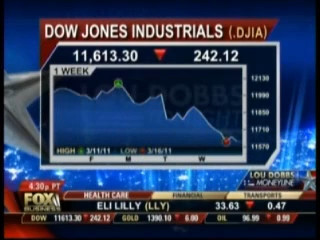 DOW JONES INDUSTRIALS (.DJIA)
11,613.30 242.12
1 WEEK
12130
11990
11850
11710
11570
HIGH 3/11/11 LOW 3/16/11
F M T W
LOU DOBBS
MONEYLINE
4:30p PT
HEALTH CARE FINANCIAL TRANSPORTS
FOX
BUSINESS
ELI LILLY (LLY) 33.63 0.47
DOW 11613.30 242.12 GOLD 1390.10 6.00 OIL 96.99 0.99